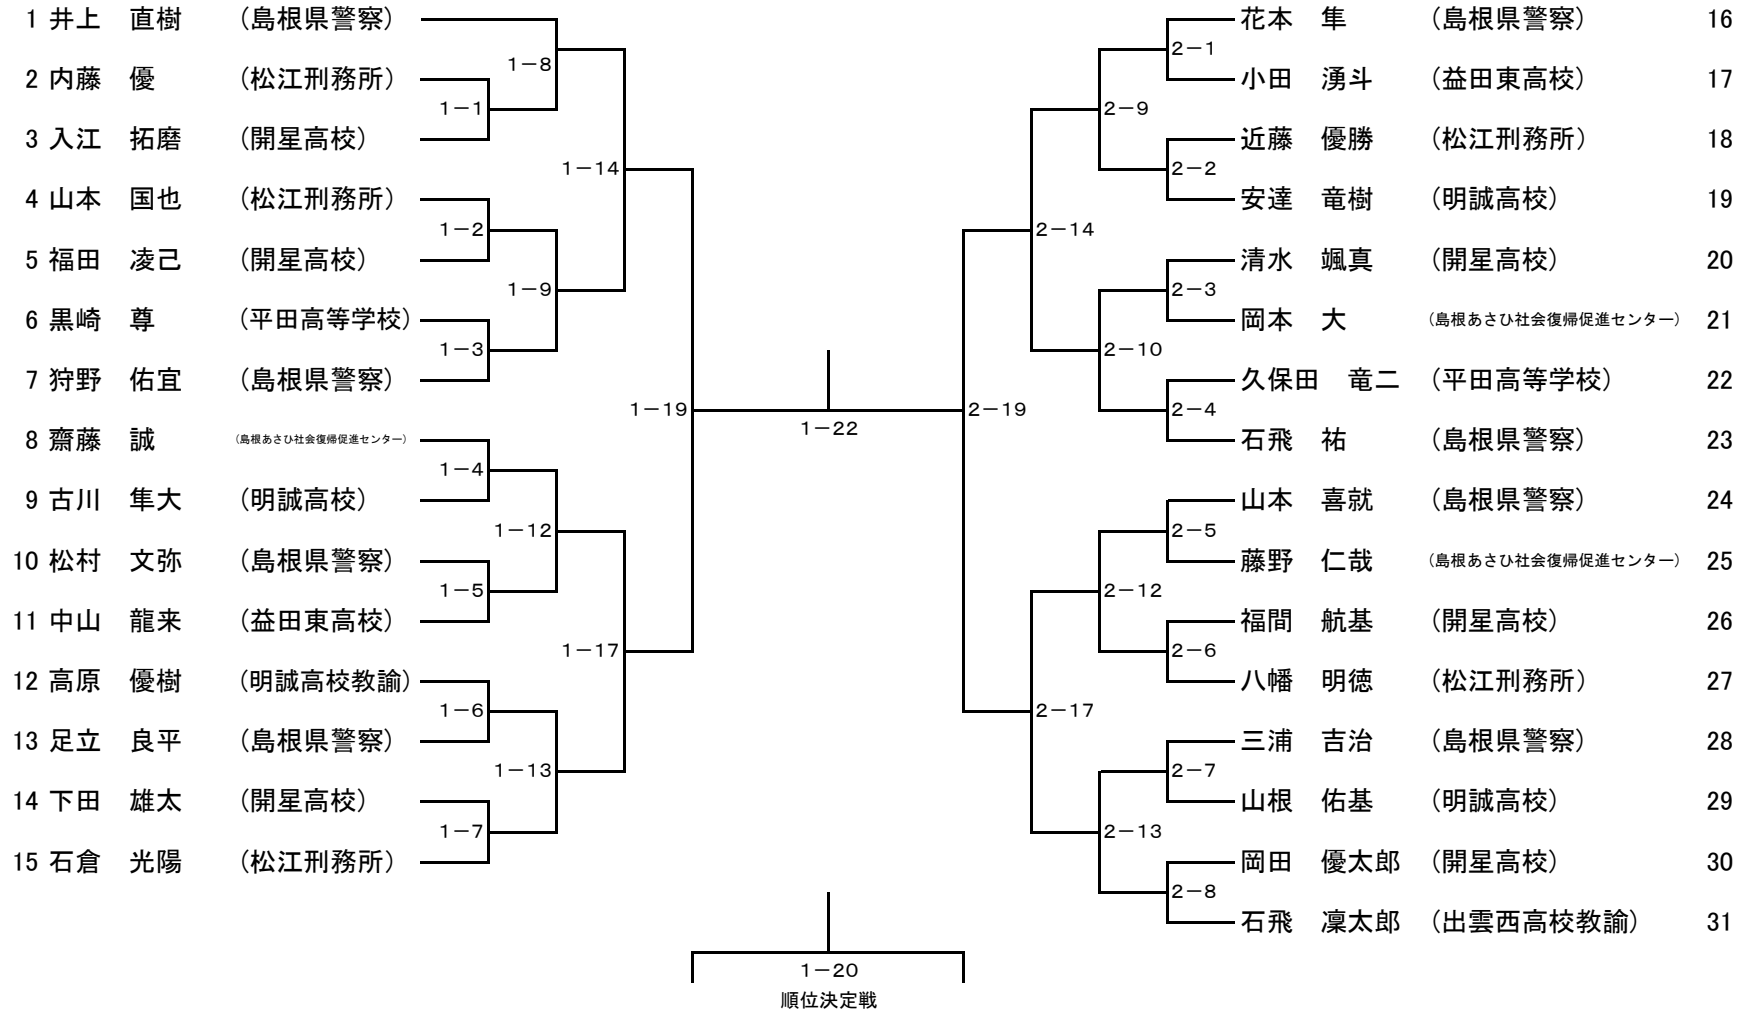 1 井上　直樹　(島根県警察)
1－8
2 内藤　優　(松江刑務所)
1－1
3 入江　拓磨　(開星高校)
1－14
4 山本　国也　(松江刑務所)
1－2
5 福田　凌己　(開星高校)
1－9
6 黒崎　尊　(平田高等学校)
1－3
7 狩野　佑宜　(島根県警察)
1－19
8 齋藤　誠　(島根あさひ社会復帰促進センター)
1－4
9 古川　隼大　(明誠高校)
1－12
10 松村　文弥　(島根県警察)
1－5
11 中山　龍来　(益田東高校)
1－17
12 高原　優樹　(明誠高校教諭)
1－6
13 足立　良平　(島根県警察)
1－13
14 下田　雄太　(開星高校)
1－7
15 石倉　光陽　(松江刑務所)
1－22
花本　隼　(島根県警察)　16
2－1
小田　湧斗　(益田東高校)　17
2－9
近藤　優勝　(松江刑務所)　18
2－2
安達　竜樹　(明誠高校)　19
2－14
清水　颯真　(開星高校)　20
2－3
岡本　大　(島根あさひ社会復帰促進センター)　21
2－10
久保田　竜二　(平田高等学校)　22
2－4
石飛　祐　(島根県警察)　23
2－19
山本　喜就　(島根県警察)　24
2－5
藤野　仁哉　(島根あさひ社会復帰促進センター)　25
2－12
福間　航基　(開星高校)　26
2－6
八幡　明徳　(松江刑務所)　27
2－17
三浦　吉治　(島根県警察)　28
2－7
山根　佑基　(明誠高校)　29
2－13
岡田　優太郎　(開星高校)　30
2－8
石飛　凜太郎　(出雲西高校教諭)　31
1－20
順位決定戦